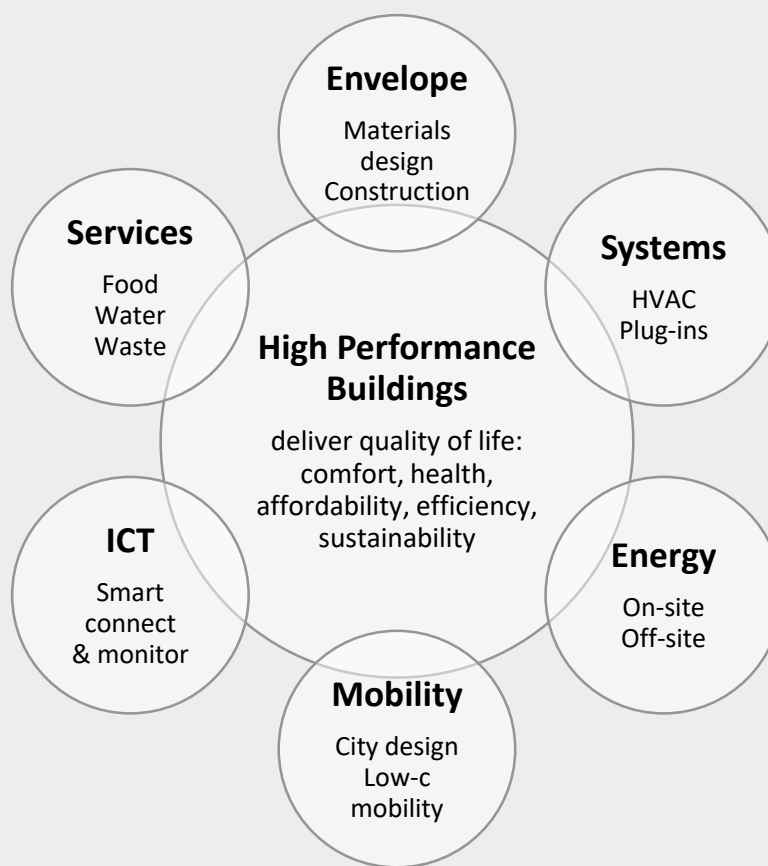 Envelope
Materials
design
Construction
Services
Food
Water
Waste
Systems
HVAC
Plug-ins
High Performance
Buildings
deliver quality of life:
comfort, health,
affordability, efficiency,
sustainability
ICT
Smart
connect
& monitor
Energy
On-site
Off-site
Mobility
City design
Low-c
mobility